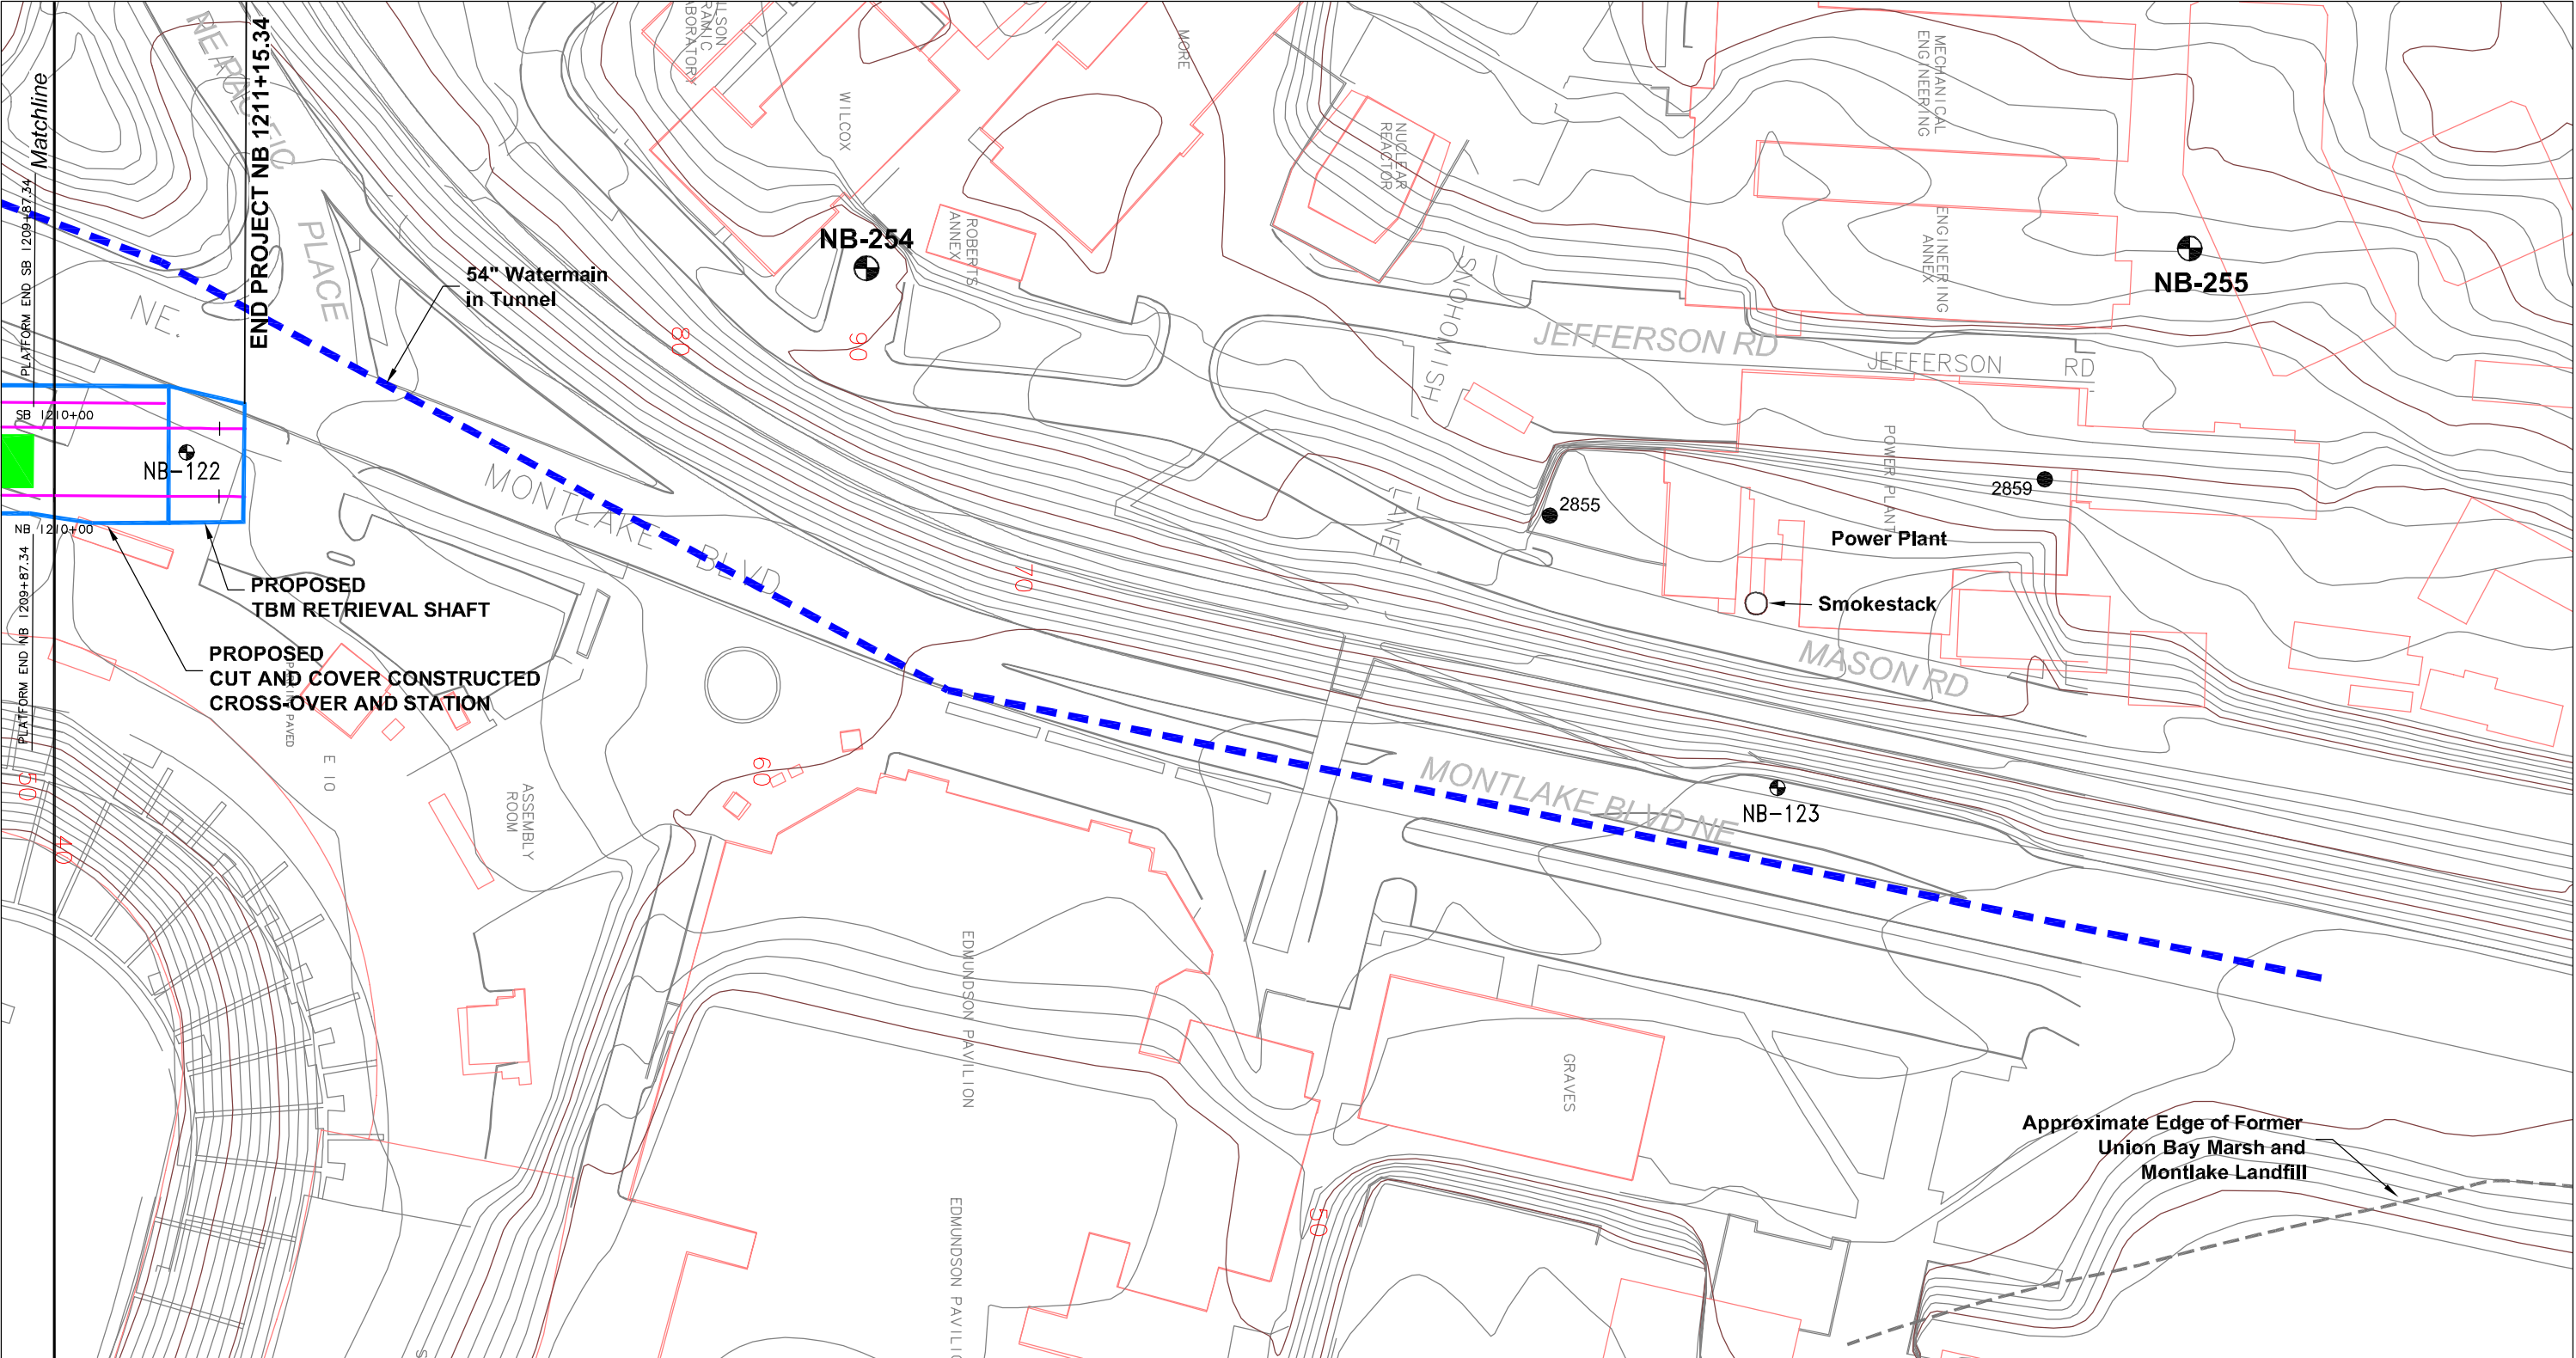 Matchline
PLATFORM END SB 1209+87.34
END PROJECT NB 1211+15.34
PLACE
NE.
54" Watermain
in Tunnel
WILCOX
MORE
NB-254
ROBERTS
ANNEX
NUCLEAR
REACTOR
MECHANICAL
ENGINEERING
ENGINEERING
ANNEX
NB-255
SNOHOMISH
JEFFERSON RD
JEFFERSON RD
80
90
SB 1210+00
NB-122
NB 1210+00
PLATFORM END NB 1209+87.34
MONTLAKE BLVD
70
2855
2859
POWER PLANT
Power Plant
Smokestack
MASON RD
PROPOSED
TBM RETRIEVAL SHAFT
PROPOSED
CUT AND COVER CONSTRUCTED
CROSS-OVER AND STATION
E 10
ASSEMBLY
ROOM
50
40
60
MONTLAKE BLVD NE
NB-123
EDMUNDSON PAVILION
GRAVES
EDMUNDSON
50
Approximate Edge of Former
Union Bay Marsh and
Montlake Landfill